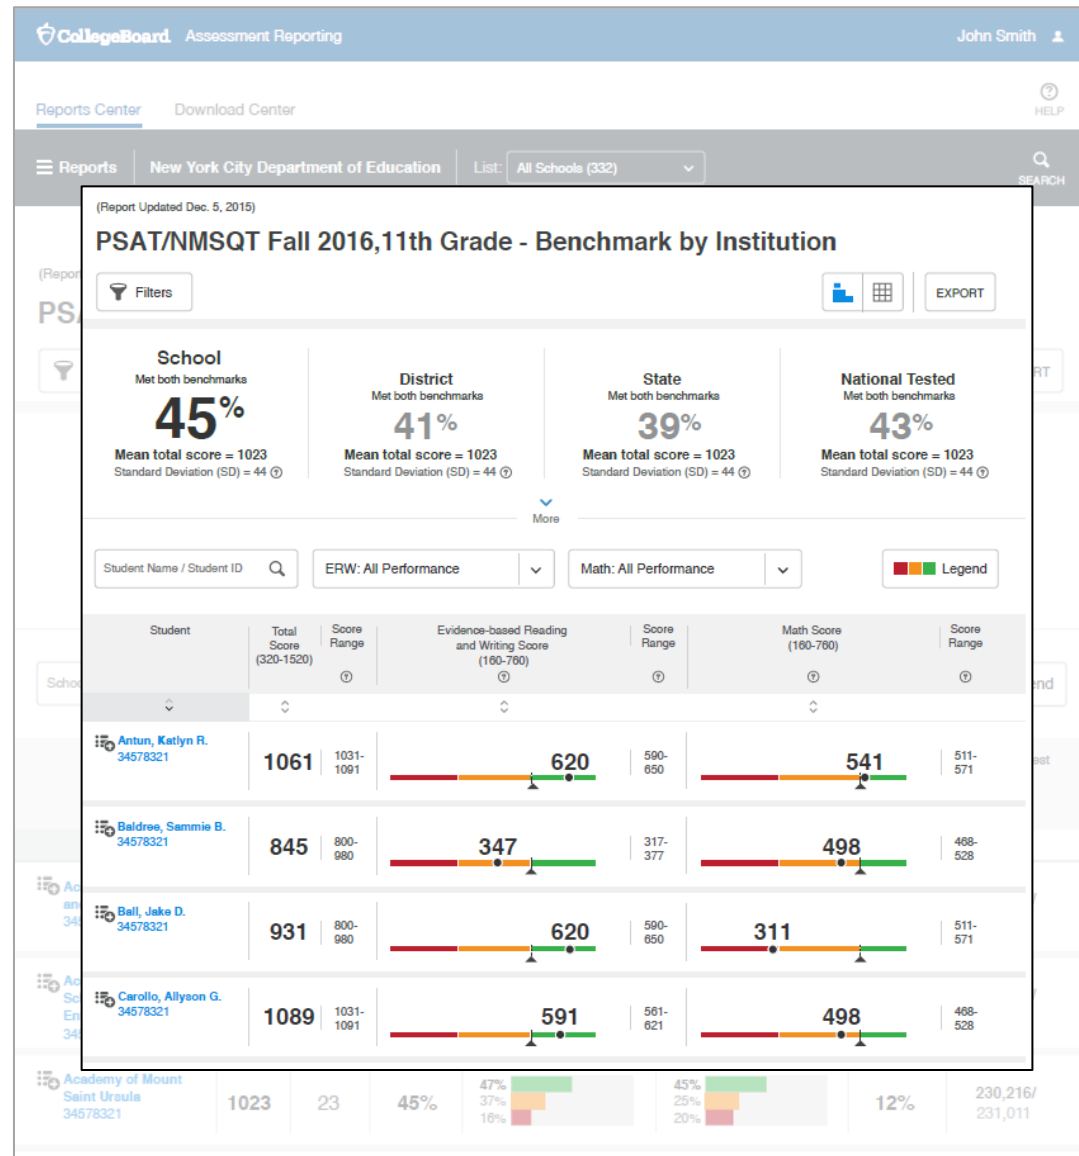 CollegeBoard Assessment Reporting
John Smith
Reports Center Download Center
HELP
Reports New York City Department of Education List: All Schools (332)
SEARCH
(Report Updated Dec. 5, 2015)
PSAT/NMSQT Fall 2016,11th Grade - Benchmark by Institution
Filters
EXPORT
School
Met both benchmarks
45%
Mean total score = 1023
Standard Deviation (SD) = 44 ?
District
Met both benchmarks
41%
Mean total score = 1023
Standard Deviation (SD) = 44 ?
State
Met both benchmarks
39%
Mean total score = 1023
Standard Deviation (SD) = 44 ?
National Tested
Met both benchmarks
43%
Mean total score = 1023
Standard Deviation (SD) = 44 ?
More
Student Name / Student ID
ERW: All Performance
Math: All Performance
Legend
Student
Total
Score
(320-1520)
Score
Range
?
Evidence-based Reading
and Writing Score
(160-760)
?
Score
Range
?
Math Score
(160-760)
?
Score
Range
?
Antun, Katlyn R.
34578321
1061
1031-
1091
620
590-
650
541
511-
571
Baldree, Sammie B.
34578321
845
800-
980
347
317-
377
498
468-
528
Ball, Jake D.
34578321
931
800-
980
620
590-
650
311
511-
571
Carollo, Allyson G.
34578321
1089
1031-
1091
591
561-
621
498
468-
528
Academy of Mount
Saint Ursula
34578321
1023
23
45%
47%
37%
16%
45%
25%
20%
12%
230,216/
231,011